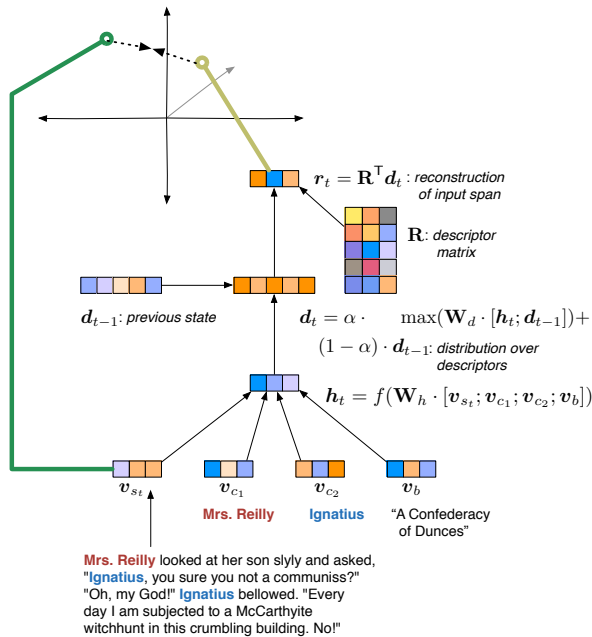 r_t = R^⊤ d_t : reconstruction
of input span
R: descriptor
matrix
d_{t−1}: previous state
d_t = α · max(W_d · [h_t; d_{t−1}])+
(1 − α) · d_{t−1}: distribution over
descriptors
h_t = f(W_h · [v_{s_t}; v_{c_1}; v_{c_2}; v_b])
v_{s_t} v_{c_1} v_{c_2} v_b
Mrs. Reilly Ignatius "A Confederacy
of Dunces"
Mrs. Reilly looked at her son slyly and asked,
"Ignatius, you sure you not a communiss?"
"Oh, my God!" Ignatius bellowed. "Every
day I am subjected to a McCarthyite
witchhunt in this crumbling building. No!"